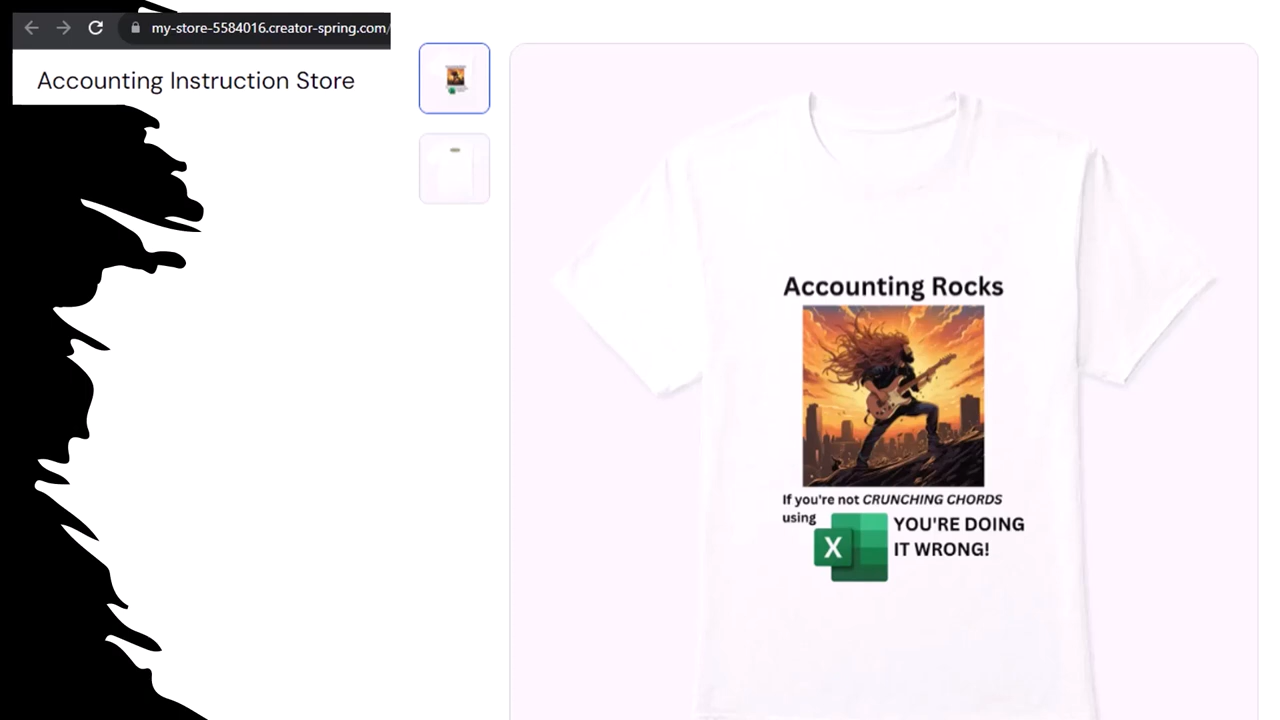 my-store-5584016.creator-spring.com/
Accounting Instruction Store
Accounting Rocks
If you're not CRUNCHING CHORDS
using
X
YOU'RE DOING
IT WRONG!